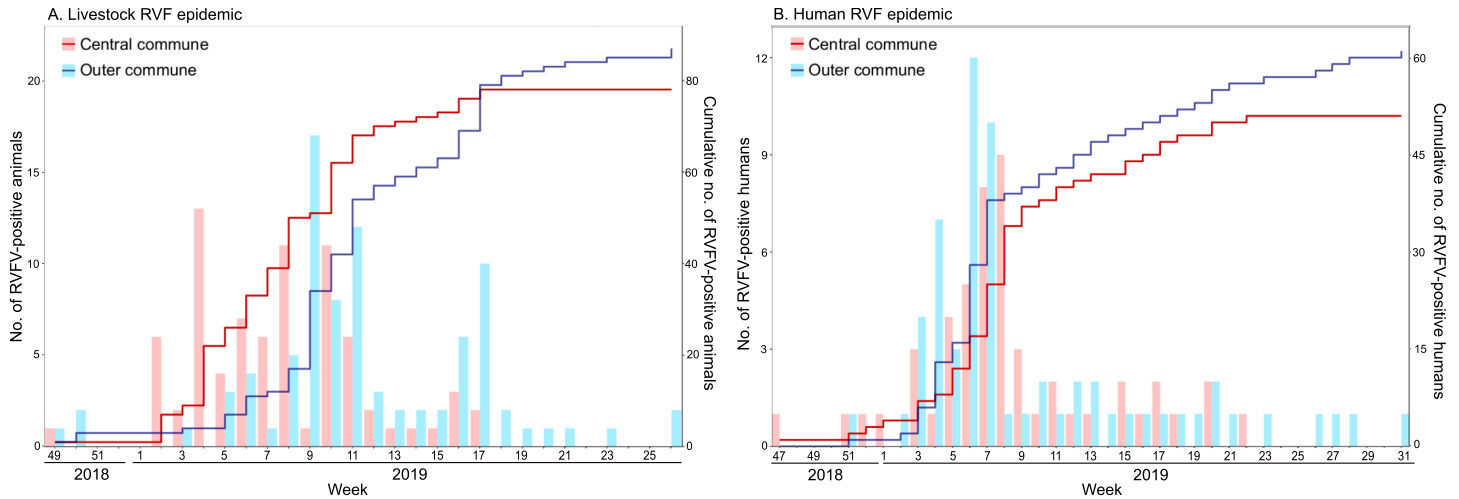 A. Livestock RVF epidemic
Central commune
Outer commune
No. of RVFV-positive animals
0
5
10
15
20
Cumulative no. of RVFV-positive animals
0
20
40
60
80
49 51 1 3 5 7 9 11 13 15 17 19 21 23 25
2018 2019
Week
B. Human RVF epidemic
Central commune
Outer commune
No. of RVFV-positive humans
0
3
6
9
12
Cumulative no. of RVFV-positive humans
0
15
30
45
60
47 49 51 1 3 5 7 9 11 13 15 17 19 21 23 25 27 29 31
2018 2019
Week